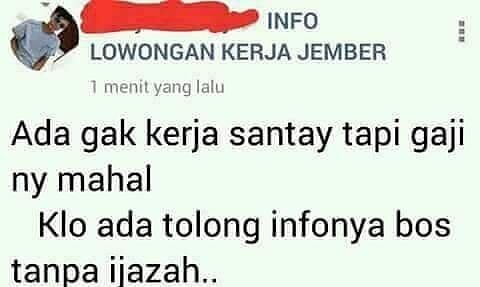 INFO
LOWONGAN KERJA JEMBER
1 menit yang lalu
Ada gak kerja santay tapi gaji
ny mahal
Klo ada tolong infonya bos
tanpa ijazah..